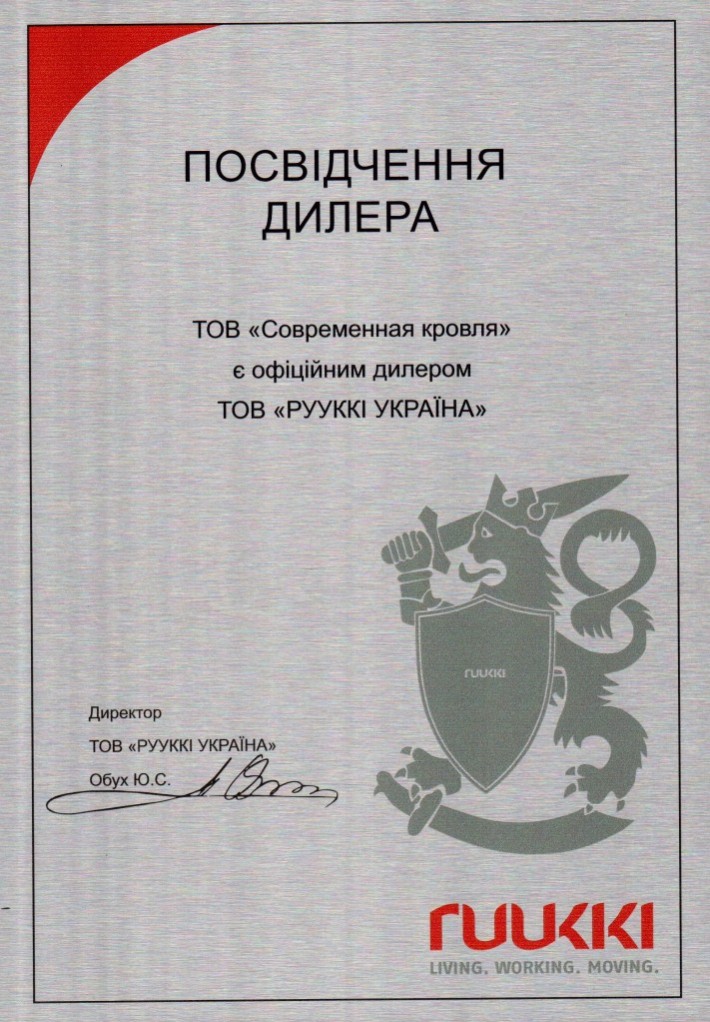 ПОСВІДЧЕННЯ
ДИЛЕРА
ТОВ «Современная кровля»
є офіційним дилером
ТОВ «РУУККІ УКРАЇНА»
ruukki
Директор
ТОВ «РУУККІ УКРАЇНА»
Обух Ю.С.
ruukki
LIVING. WORKING. MOVING.